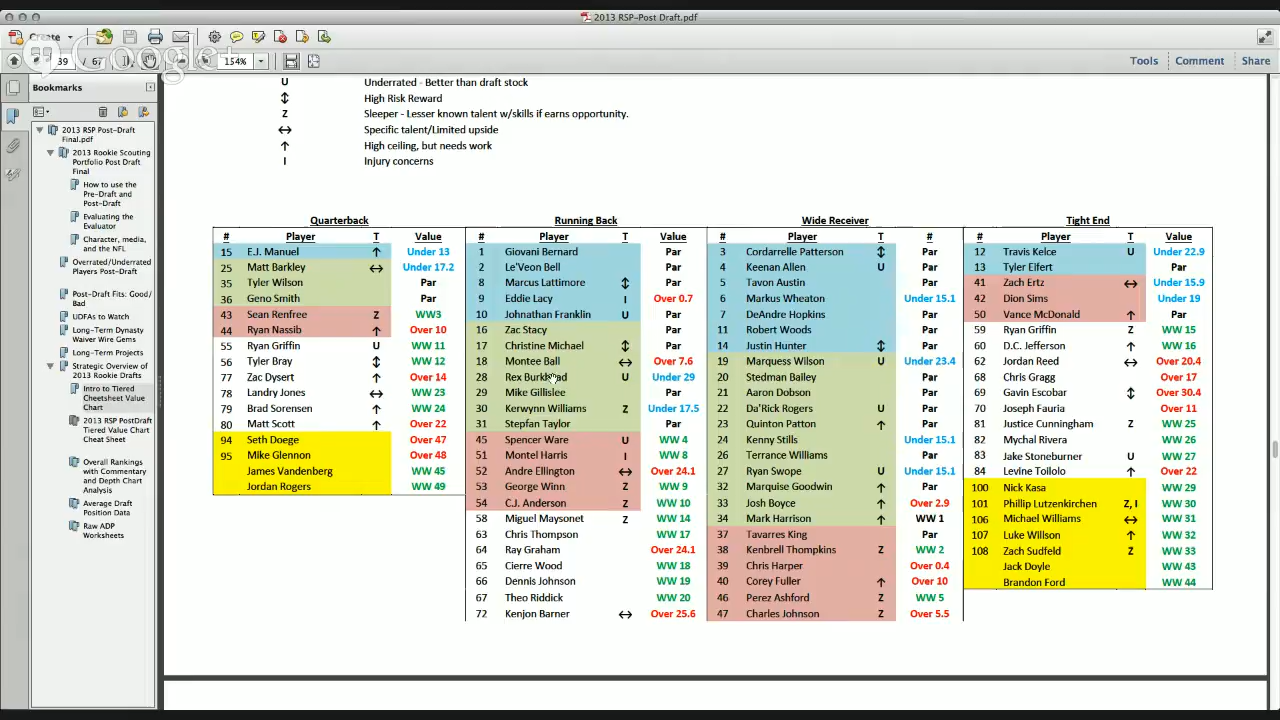 2013 RSP-Post Draft.pdf
Create
Google+
39 / 6
154%
Tools Comment Share
Bookmarks
2013 RSP Post-Draft Final.pdf
2013 Rookie Scouting Portfolio Post Draft Final
How to use the Pre-Draft and Post-Draft
Evaluating the Evaluator
Character, media, and the NFL
Overrated/Underrated Players Post-Draft
Post-Draft Fits: Good/Bad
UDFAs to Watch
Long-Term Dynasty Waiver Wire Gems
Long-Term Projects
Strategic Overview of 2013 Rookie Drafts
Intro to Tiered Cheetsheet Value Chart
2013 RSP PostDraft Tiered Value Chart Cheat Sheet
Overall Rankings with Commentary and Depth Chart Analysis
Average Draft Position Data
Raw ADP Worksheets
U Underrated - Better than draft stock
↕ High Risk Reward
Z Sleeper - Lesser known talent w/skills if earns opportunity.
↔ Specific talent/Limited upside
↑ High ceiling, but needs work
I Injury concerns
Quarterback Running Back Wide Receiver Tight End
# Player T Value # Player T Value # Player T # # Player T Value
15 E.J. Manuel ↑ Under 13 1 Giovani Bernard Par 3 Cordarrelle Patterson ↕ Par 12 Travis Kelce U Under 22.9
25 Matt Barkley ↔ Under 17.2 2 Le'Veon Bell Par 4 Keenan Allen U Par 13 Tyler Eifert Par
35 Tyler Wilson Par 8 Marcus Lattimore ↕ Par 5 Tavon Austin Par 41 Zach Ertz ↔ Under 15.9
36 Geno Smith Par 9 Eddie Lacy I Over 0.7 6 Markus Wheaton Under 15.1 42 Dion Sims Under 19
43 Sean Renfree Z WW3 10 Johnathan Franklin U Par 7 DeAndre Hopkins Par 50 Vance McDonald ↑ Par
44 Ryan Nassib ↑ Over 10 16 Zac Stacy Par 11 Robert Woods Par 59 Ryan Griffin Z WW 15
55 Ryan Griffin U WW 11 17 Christine Michael ↕ Par 14 Justin Hunter ↕ Par 60 D.C. Jefferson ↑ WW 16
56 Tyler Bray ↕ WW 12 18 Montee Ball ↔ Over 7.6 19 Marquess Wilson U Under 23.4 62 Jordan Reed ↔ Over 20.4
77 Zac Dysert ↑ Over 14 28 Rex Burkhead U Under 29 20 Stedman Bailey Par 68 Chris Gragg Over 17
78 Landry Jones ↔ WW 23 29 Mike Gillislee Par 21 Aaron Dobson Par 69 Gavin Escobar ↕ Over 30.4
79 Brad Sorensen ↑ WW 24 30 Kerwynn Williams Z Under 17.5 22 Da'Rick Rogers U Par 70 Joseph Fauria Over 11
80 Matt Scott ↑ Over 22 31 Stepfan Taylor Par 23 Quinton Patton ↑ Par 81 Justice Cunningham Z WW 25
94 Seth Doege Over 47 45 Spencer Ware U WW 4 24 Kenny Stills Under 15.1 82 Mychal Rivera WW 26
95 Mike Glennon Over 48 51 Montel Harris I WW 8 26 Terrance Williams Par 83 Jake Stoneburner U WW 27
James Vandenberg WW 45 52 Andre Ellington ↔ Over 24.1 27 Ryan Swope U Under 15.1 84 Levine Toilolo ↑ Over 22
Jordan Rogers WW 49 53 George Winn Z WW 9 32 Marquise Goodwin ↑ Par 100 Nick Kasa WW 29
54 C.J. Anderson Z WW 10 33 Josh Boyce ↑ Over 2.9 101 Phillip Lutzenkirchen Z, I WW 30
58 Miguel Maysonet Z WW 14 34 Mark Harrison ↑ WW 1 106 Michael Williams ↔ WW 31
63 Chris Thompson WW 17 37 Tavarres King Par 107 Luke Willson ↑ WW 32
64 Ray Graham Over 24.1 38 Kenbrell Thompkins Z WW 2 108 Zach Sudfeld Z WW 33
65 Cierre Wood WW 18 39 Chris Harper Over 0.4 Jack Doyle WW 43
66 Dennis Johnson WW 19 40 Corey Fuller ↑ Over 10 Brandon Ford WW 44
67 Theo Riddick WW 20 46 Perez Ashford Z WW 5
72 Kenjon Barner ↔ Over 25.6 47 Charles Johnson Z Over 5.5